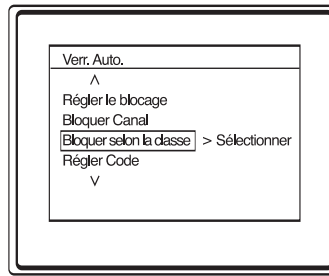 Verr. Auto.
∧
Régler le blocage
Bloquer Canal
Bloquer selon la classe > Sélectionner
Régler Code
∨